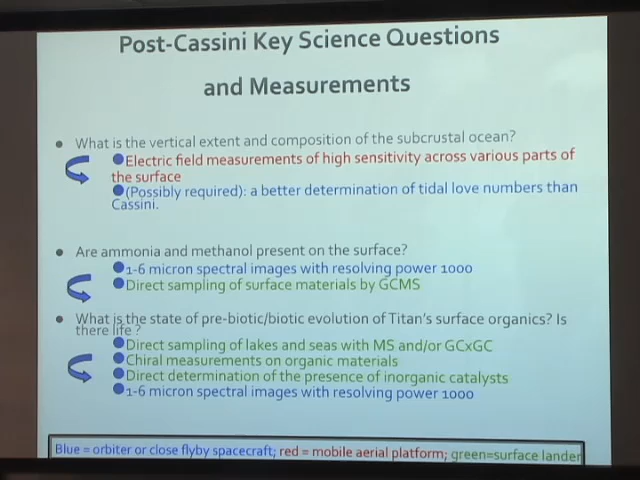 Post-Cassini Key Science Questions
and Measurements
● What is the vertical extent and composition of the subcrustal ocean?
●Electric field measurements of high sensitivity across various parts of
the surface
●(Possibly required): a better determination of tidal love numbers than
Cassini.
● Are ammonia and methanol present on the surface?
●1-6 micron spectral images with resolving power 1000
●Direct sampling of surface materials by GCMS
● What is the state of pre-biotic/biotic evolution of Titan's surface organics? Is
there life ?
●Direct sampling of lakes and seas with MS and/or GCxGC
●Chiral measurements on organic materials
●Direct determination of the presence of inorganic catalysts
●1-6 micron spectral images with resolving power 1000
Blue = orbiter or close flyby spacecraft; red = mobile aerial platform; green=surface lander